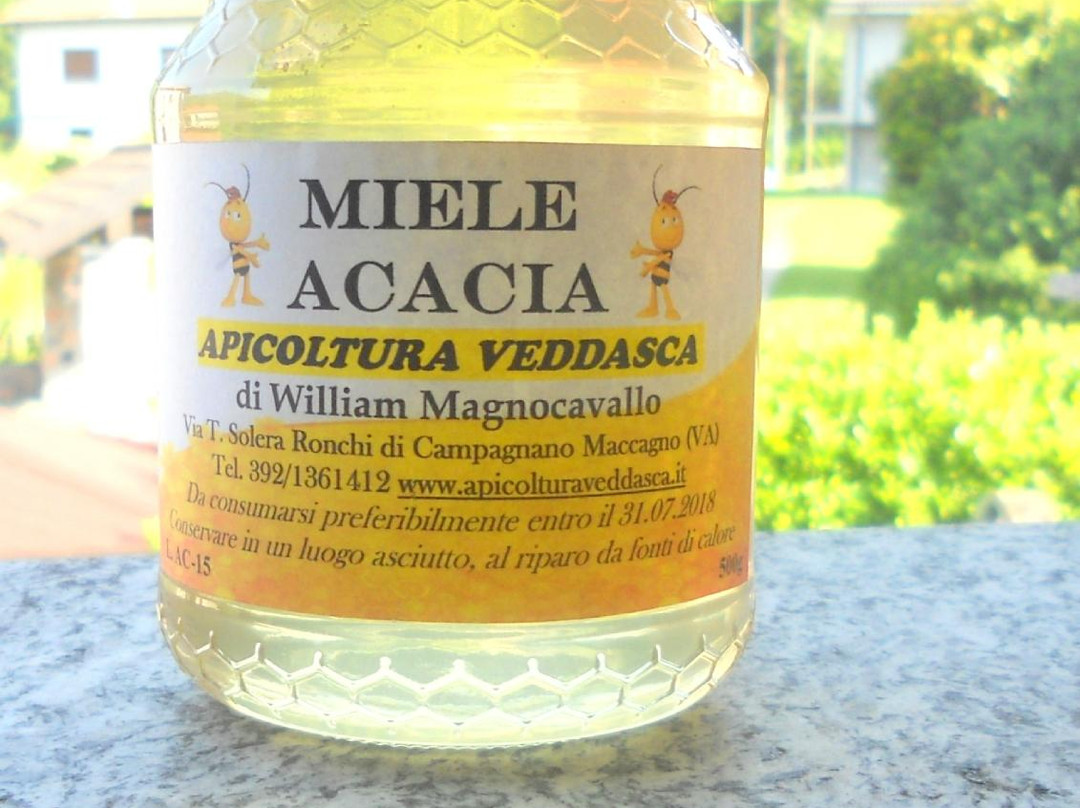 MIELE
ACACIA
APICOLTURA VEDDASCA
di William Magnocavallo
Via T. Solera Ronchi di Campagnano Maccagno (VA)
Tel. 392/1361412 www.apicolturaveddasca.it
Da consumarsi preferibilmente entro il 31.07.2018
Conservare in un luogo asciutto, al riparo da fonti di calore
L.AC-15 500g